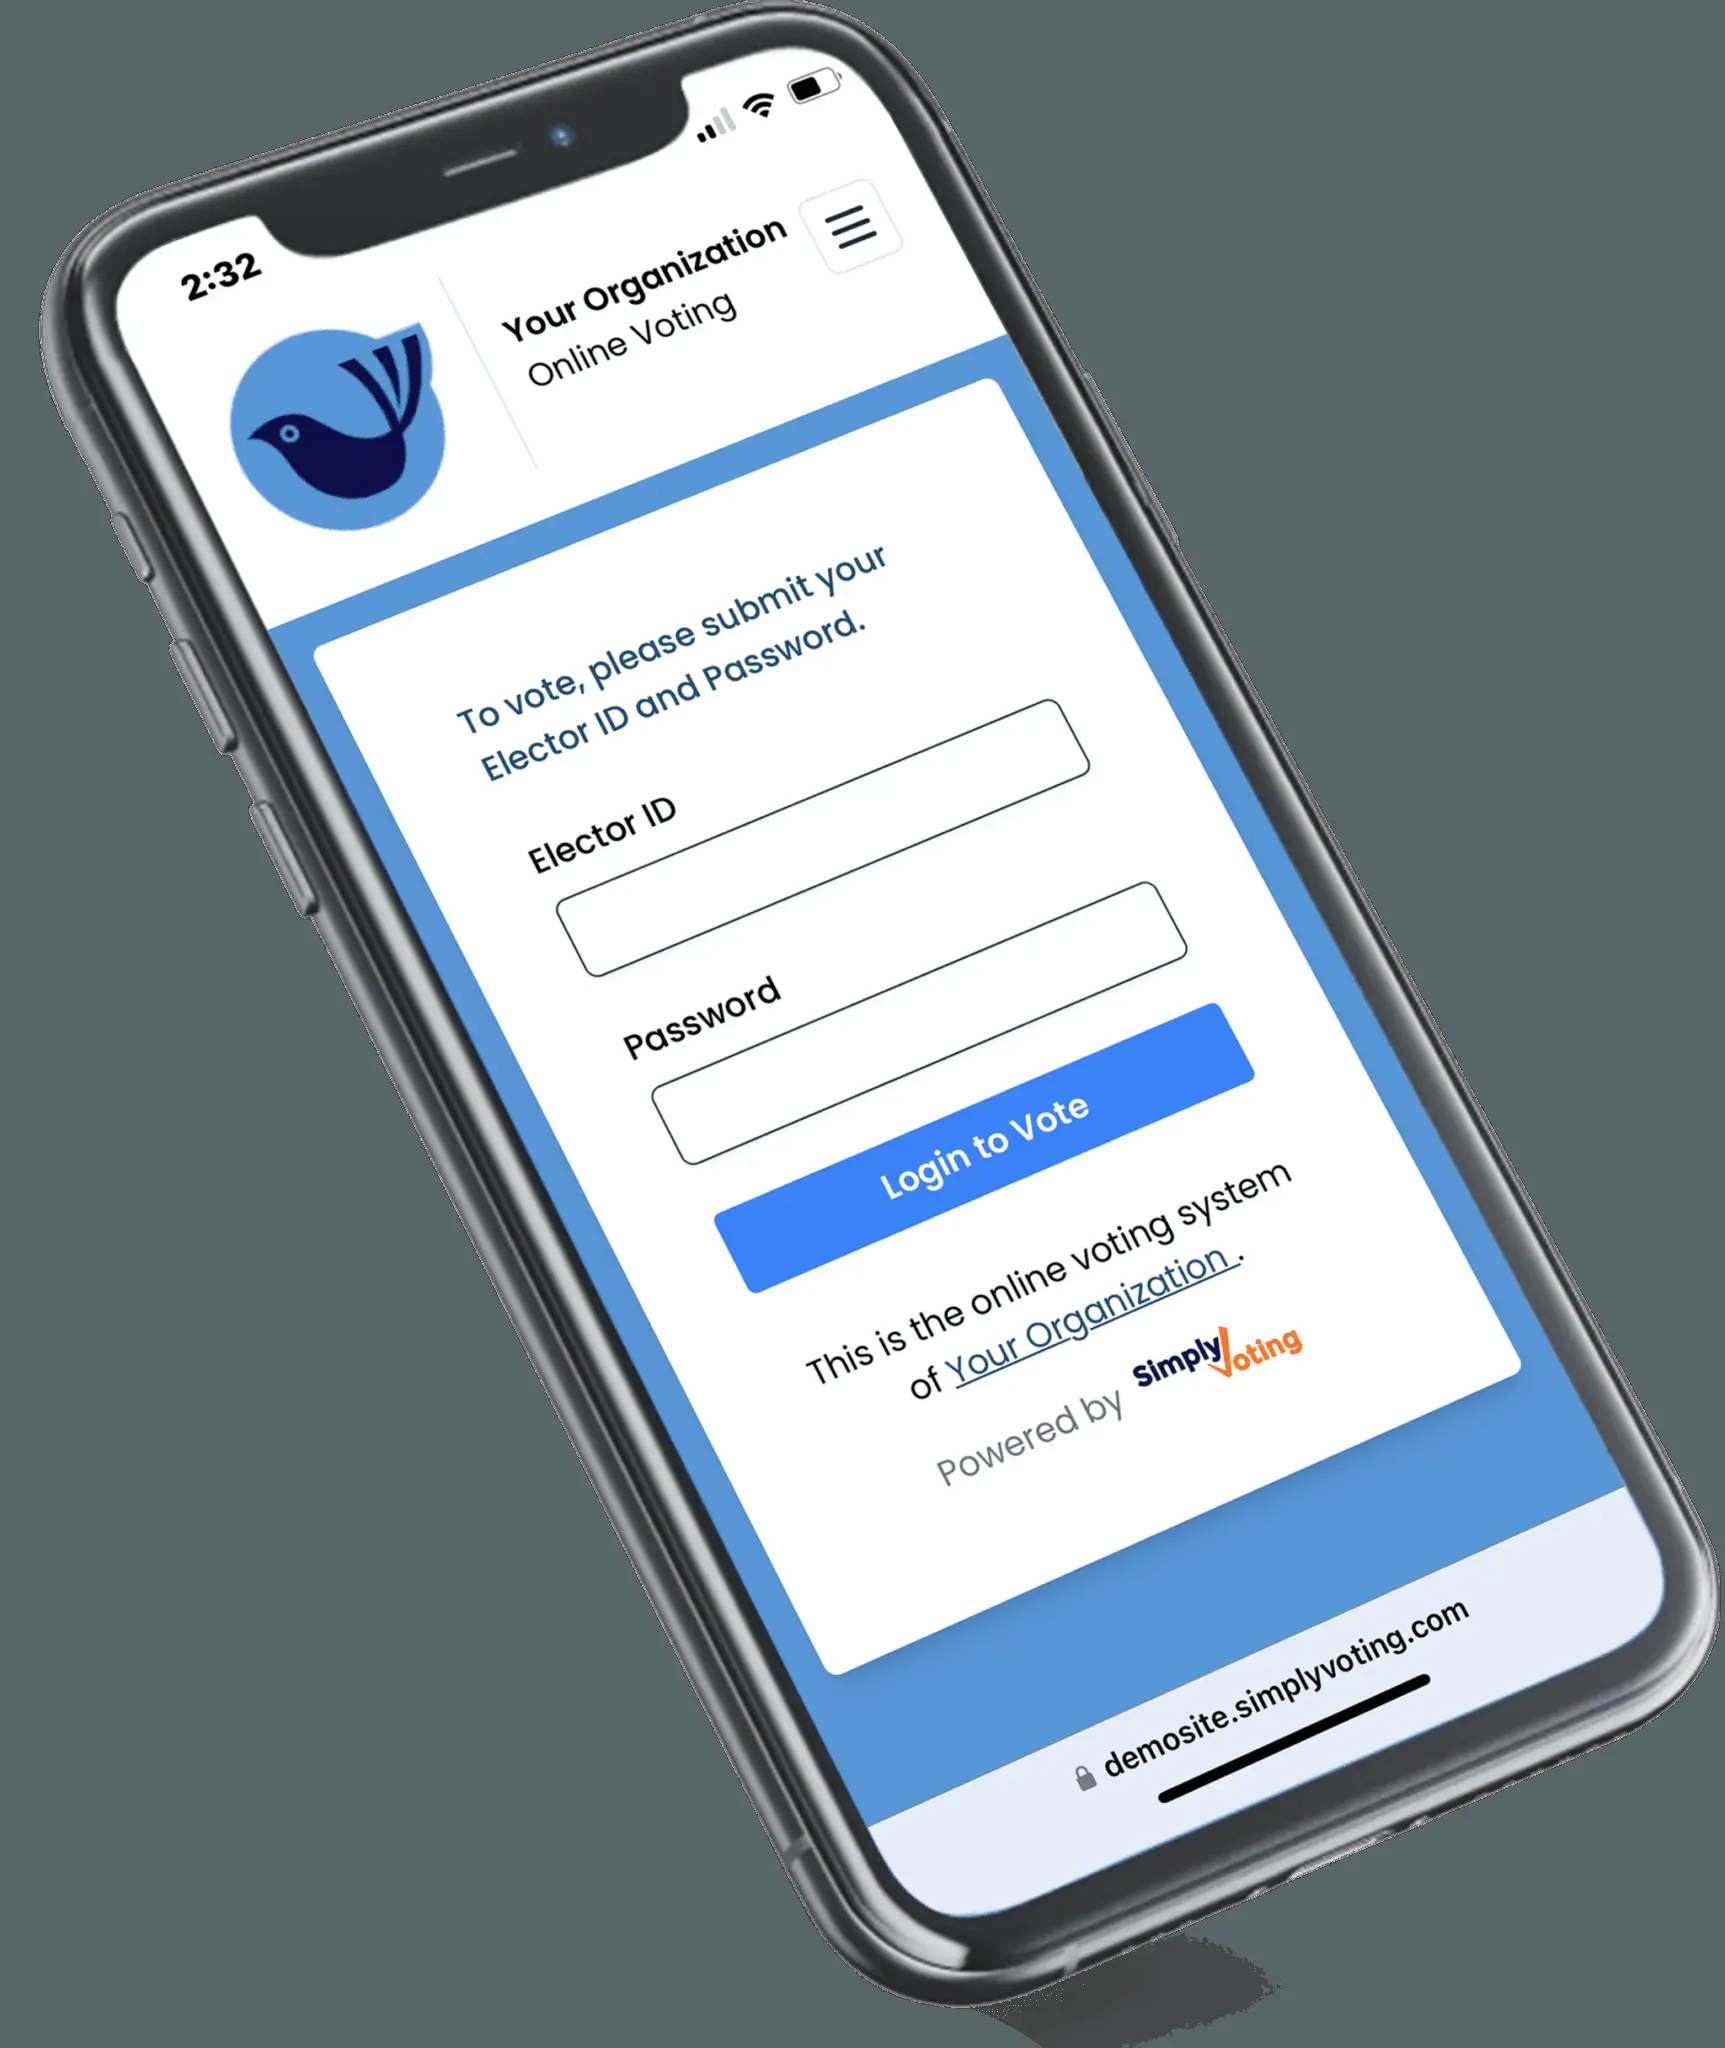 2:32
Your Organization
Online Voting
To vote, please submit your
Elector ID and Password.
Elector ID
Password
Login to Vote
This is the online voting system
of Your Organization .
Powered by SimplyVoting
demosite.simplyvoting.com